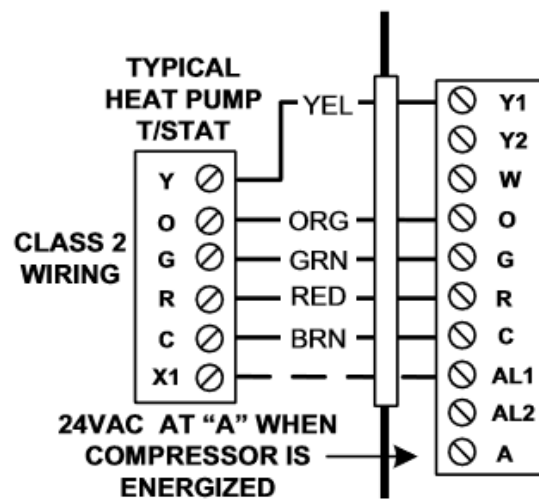 TYPICAL
HEAT PUMP
T/STAT
CLASS 2
WIRING
Y
O
G
R
C
X1
YEL
ORG
GRN
RED
BRN
Y1
Y2
W
O
G
R
C
AL1
AL2
A
24VAC AT “A” WHEN
COMPRESSOR IS
ENERGIZED